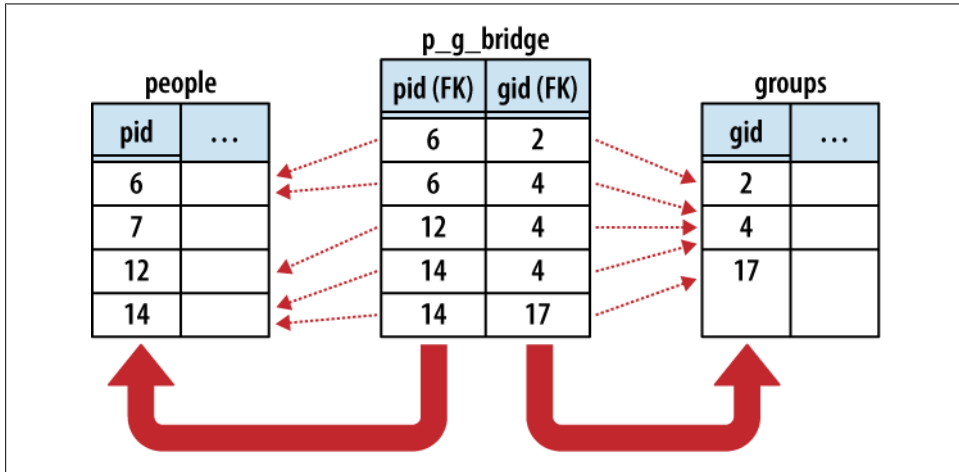 people
pid ...
6
7
12
14
p_g_bridge
pid (FK) gid (FK)
6 2
6 4
12 4
14 4
14 17
groups
gid ...
2
4
17